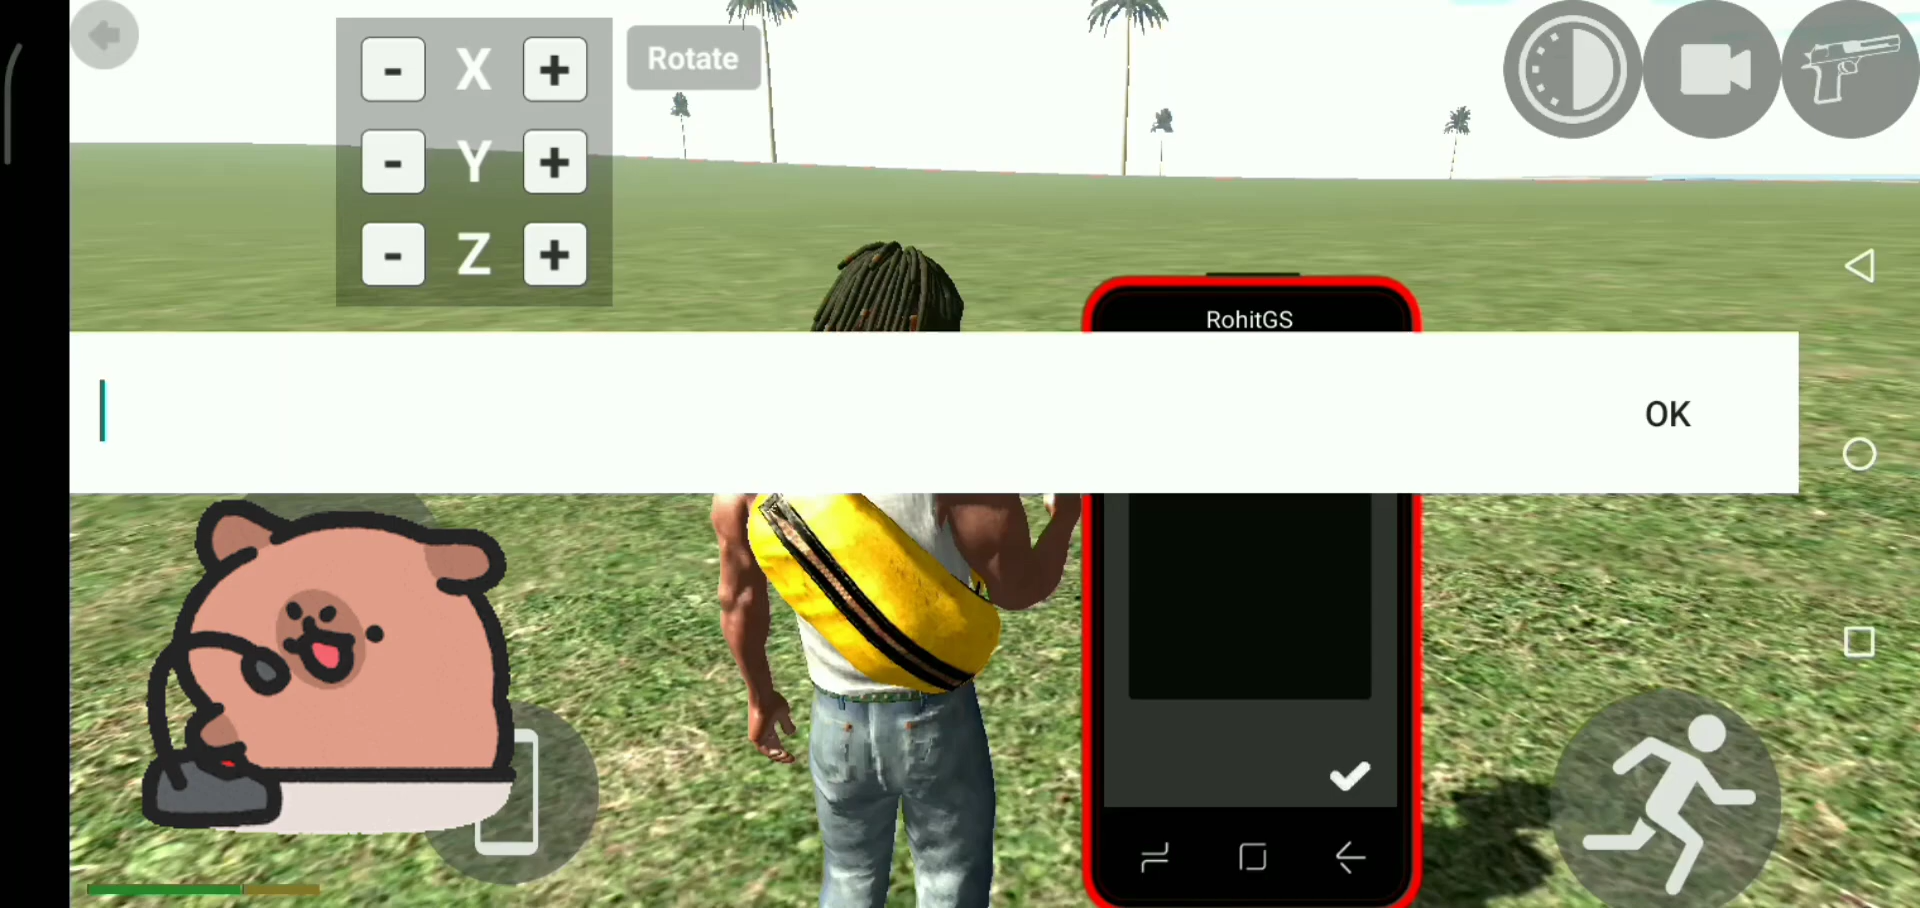 - X +
Rotate
- Y +
- Z +
RohitGS
OK